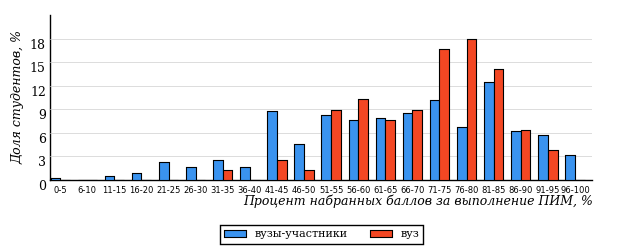 Доля студентов, %
18
15
12
9
6
3
0
0-5 6-10 11-15 16-20 21-25 26-30 31-35 36-40 41-45 46-50 51-55 56-60 61-65 66-70 71-75 76-80 81-85 86-90 91-95 96-100
Процент набранных баллов за выполнение ПИМ, %
вузы-участники вуз